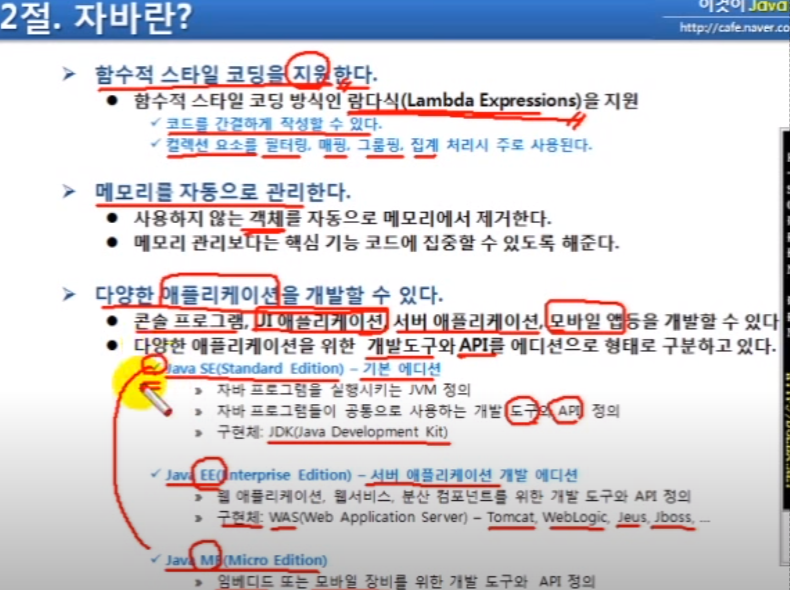 2절. 자바란?
이것이 Java
http://cafe.naver.co
➤ 함수적 스타일 코딩을 지원한다.
● 함수적 스타일 코딩 방식인 람다식(Lambda Expressions)을 지원
✓ 코드를 간결하게 작성할 수 있다.
✓ 컬렉션 요소를 필터링, 매핑, 그룹핑, 집계 처리시 주로 사용된다.
➤ 메모리를 자동으로 관리한다.
● 사용하지 않는 객체를 자동으로 메모리에서 제거한다.
● 메모리 관리보다는 핵심 기능 코드에 집중할 수 있도록 해준다.
➤ 다양한 애플리케이션을 개발할 수 있다.
● 콘솔 프로그램, UI 애플리케이션, 서버 애플리케이션, 모바일 앱등을 개발할 수 있다
● 다양한 애플리케이션을 위한 개발도구와 API를 에디션으로 형태로 구분하고 있다.
✓ Java SE(Standard Edition) – 기본 에디션
» 자바 프로그램을 실행시키는 JVM 정의
» 자바 프로그램들이 공통으로 사용하는 개발 도구와 API 정의
» 구현체: JDK(Java Development Kit)
✓ Java EE(Enterprise Edition) – 서버 애플리케이션 개발 에디션
» 웹 애플리케이션, 웹서비스, 분산 컴포넌트를 위한 개발 도구와 API 정의
» 구현체: WAS(Web Application Server) – Tomcat, WebLogic, Jeus, Jboss, ...
✓ Java ME(Micro Edition)
» 임베디드 또는 모바일 장비를 위한 개발 도구와 API 정의